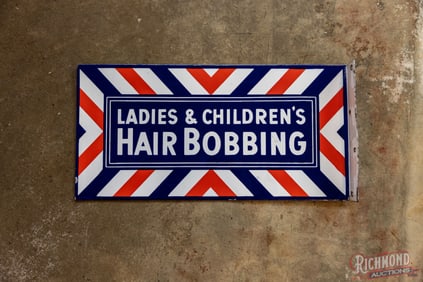 LADIES & CHILDREN'S
HAIR BOBBING
RICHMOND
AUCTIONS